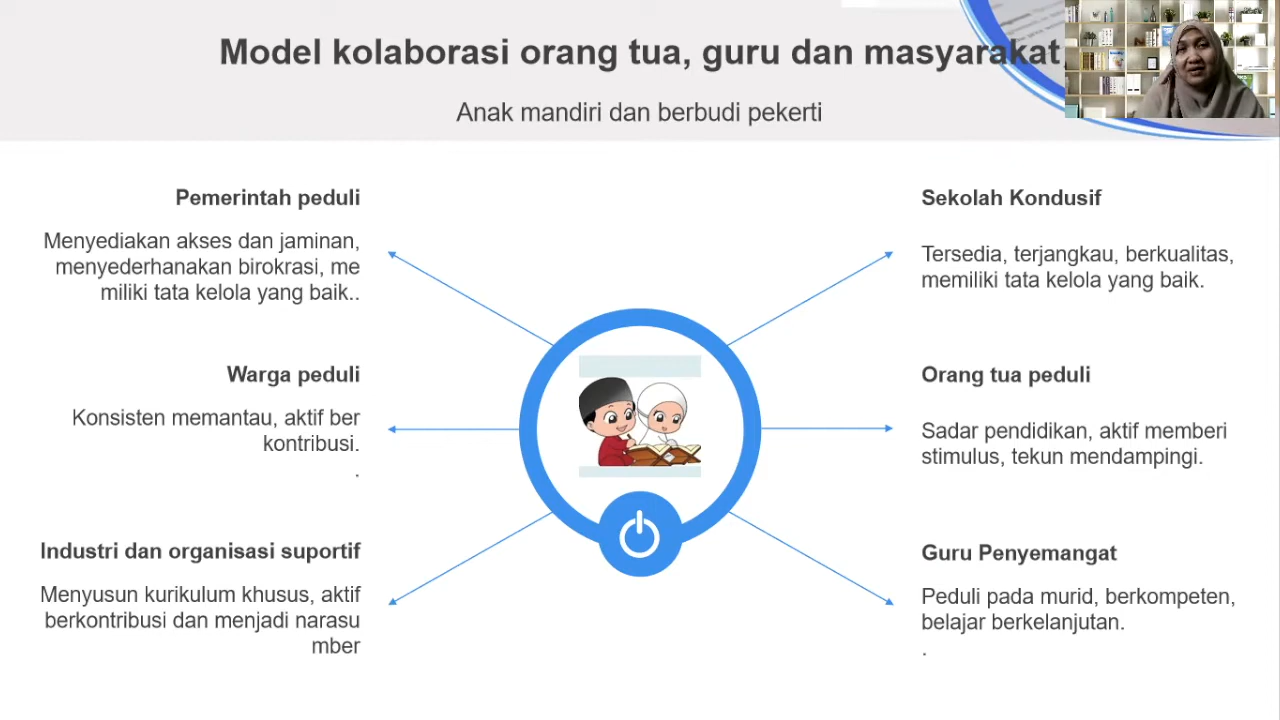 Model kolaborasi orang tua, guru dan masyarakat
Anak mandiri dan berbudi pekerti
Pemerintah peduli
Menyediakan akses dan jaminan,
menyederhanakan birokrasi, me
miliki tata kelola yang baik..
Warga peduli
Konsisten memantau, aktif ber
kontribusi.
.
Industri dan organisasi suportif
Menyusun kurikulum khusus, aktif
berkontribusi dan menjadi narasu
mber
Sekolah Kondusif
Tersedia, terjangkau, berkualitas,
memiliki tata kelola yang baik.
Orang tua peduli
Sadar pendidikan, aktif memberi
stimulus, tekun mendampingi.
Guru Penyemangat
Peduli pada murid, berkompeten,
belajar berkelanjutan.
.